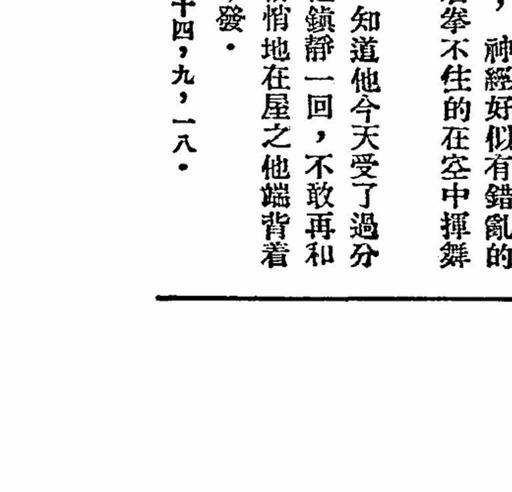 ，神經好似有錯亂的
拳不住的在空中揮舞
知道他今天受了過分
鎮靜一回，不敢再和
悄地在屋之他端背着
發．
十四，九，一八．